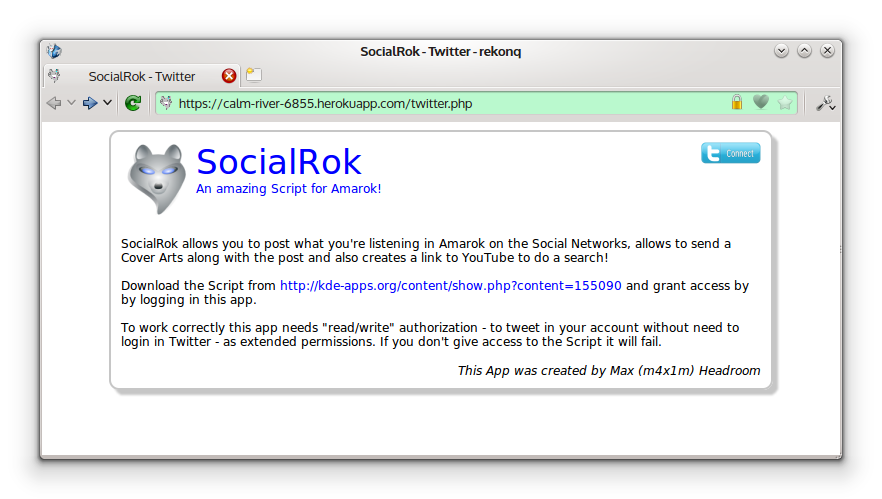 SocialRok - Twitter - rekonq
SocialRok - Twitter
https://calm-river-6855.herokuapp.com/twitter.php
SocialRok
Connect
An amazing Script for Amarok!
SocialRok allows you to post what you're listening in Amarok on the Social Networks, allows to send a
Cover Arts along with the post and also creates a link to YouTube to do a search!
Download the Script from http://kde-apps.org/content/show.php?content=155090 and grant access by
by logging in this app.
To work correctly this app needs "read/write" authorization - to tweet in your account without need to
login in Twitter - as extended permissions. If you don't give access to the Script it will fail.
This App was created by Max (m4x1m) Headroom